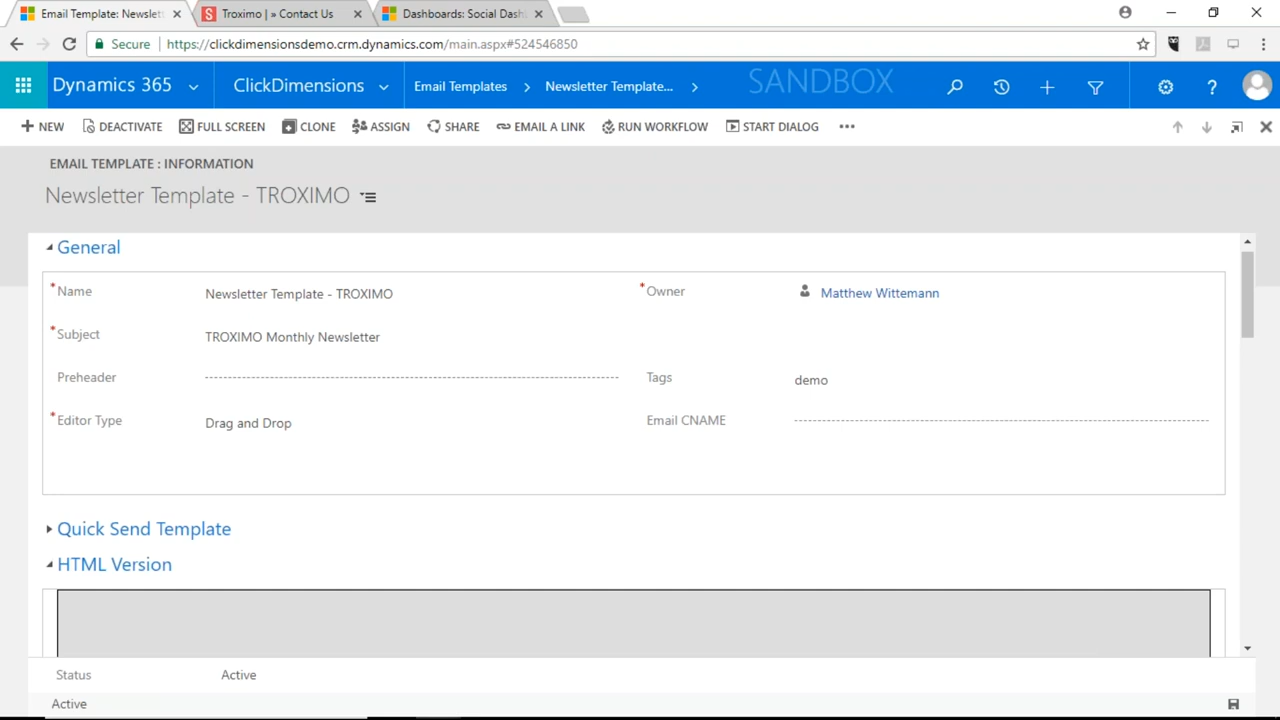 Email Template: Newslett
Troximo | » Contact Us
Dashboards: Social Dash
Secure
https://clickdimensionsdemo.crm.dynamics.com/main.aspx#524546850
Dynamics 365
ClickDimensions
Email Templates
Newsletter Template...
SANDBOX
?
NEW
DEACTIVATE
FULL SCREEN
CLONE
ASSIGN
SHARE
EMAIL A LINK
RUN WORKFLOW
START DIALOG
EMAIL TEMPLATE : INFORMATION
Newsletter Template - TROXIMO
General
*Name
Newsletter Template - TROXIMO
*Owner
Matthew Wittemann
*Subject
TROXIMO Monthly Newsletter
Preheader
Tags
demo
*Editor Type
Drag and Drop
Email CNAME
Quick Send Template
HTML Version
Status
Active
Active